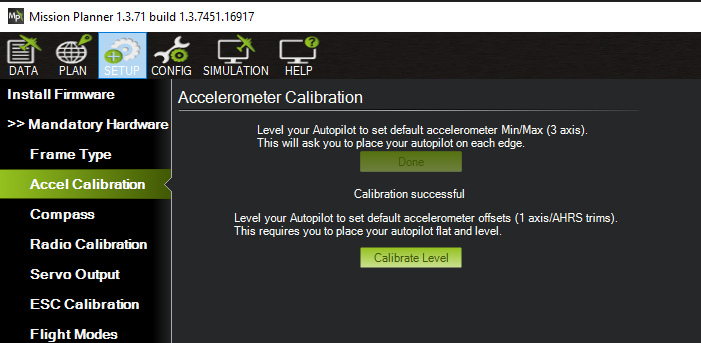 Mp
Mission Planner 1.3.71 build 1.3.7451.16917
DATA PLAN SETUP CONFIG SIMULATION HELP
Install Firmware
>> Mandatory Hardware
Frame Type
Accel Calibration
Compass
Radio Calibration
Servo Output
ESC Calibration
Flight Modes
Accelerometer Calibration
Level your Autopilot to set default accelerometer Min/Max (3 axis).
This will ask you to place your autopilot on each edge.
Done
Calibration successful
Level your Autopilot to set default accelerometer offsets (1 axis/AHRS trims).
This requires you to place your autopilot flat and level.
Calibrate Level